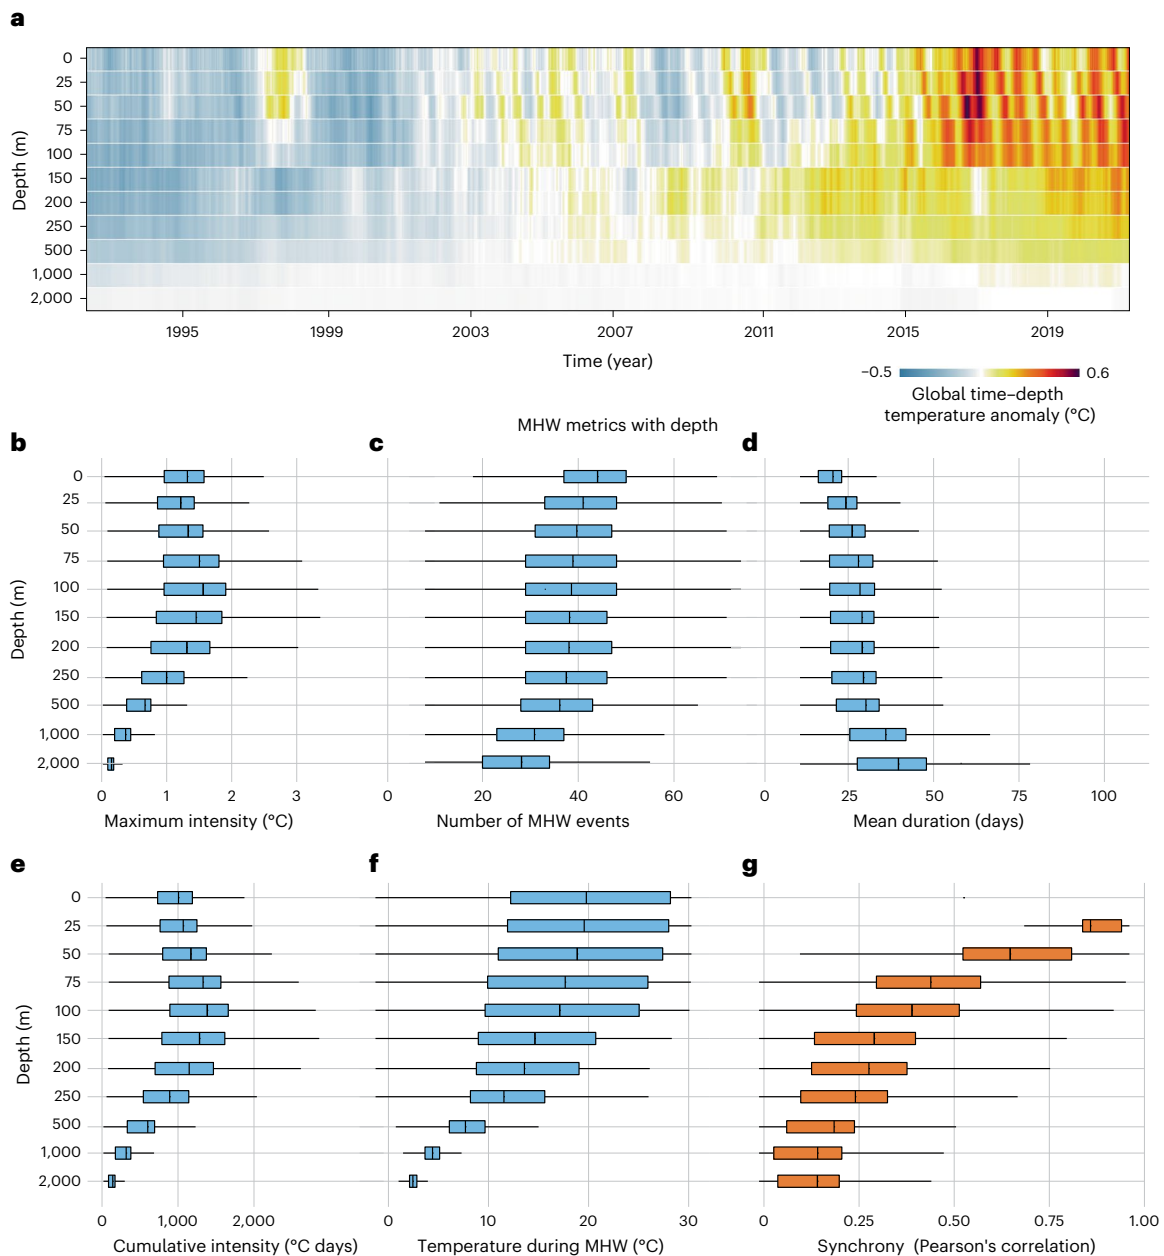 a
0
25
50
75
100
150
200
250
500
1,000
2,000
Depth (m)
1995 1999 2003 2007 2011 2015 2019
Time (year)
−0.5 0.6
Global time–depth
temperature anomaly (°C)
MHW metrics with depth
b
0
25
50
75
100
150
200
250
500
1,000
2,000
Depth (m)
0 1 2 3
Maximum intensity (°C)
c
0 20 40 60
Number of MHW events
d
0 25 50 75 100
Mean duration (days)
e
0
25
50
75
100
150
200
250
500
1,000
2,000
Depth (m)
0 1,000 2,000
Cumulative intensity (°C days)
f
0 10 20 30
Temperature during MHW (°C)
g
0 0.25 0.50 0.75 1.00
Synchrony (Pearson's correlation)